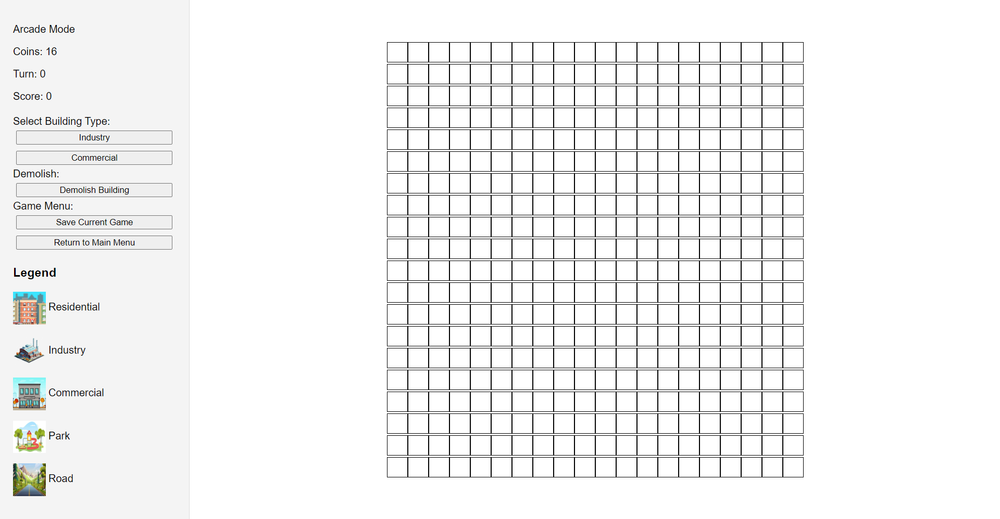 Arcade Mode
Coins: 16
Turn: 0
Score: 0
Select Building Type:
Industry
Commercial
Demolish:
Demolish Building
Game Menu:
Save Current Game
Return to Main Menu
Legend
Residential
Industry
Commercial
Park
Road